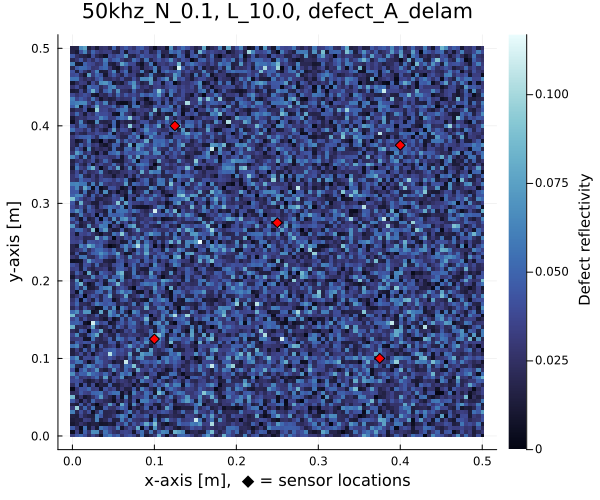 50khz_N_0.1, L_10.0, defect_A_delam
0.5
0.4
0.3
0.2
0.1
0.0
y-axis [m]
0.0 0.1 0.2 0.3 0.4 0.5
x-axis [m], ◆ = sensor locations
0.100
0.075
0.050
0.025
0
Defect reflectivity